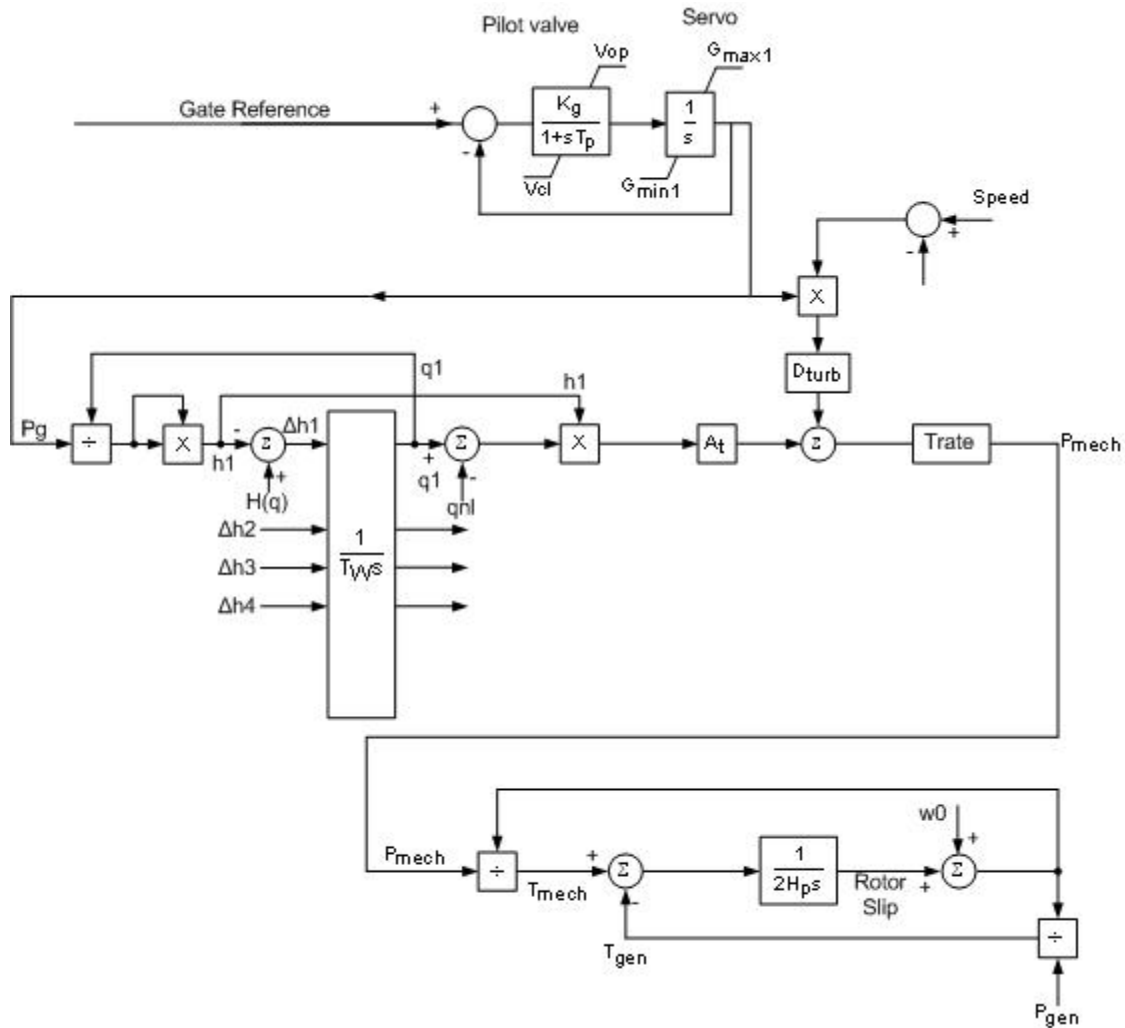 Pilot valve
Servo
Vop
Gmax1
Gate Reference
+
Kg
1+sTp
1
s
-
Vcl
Gmin1
Speed
+
-
X
q1
h1
Dturb
Pg
÷
X
-
Σ
Δh1
h1
+
H(q)
+
q1
Σ
-
qnl
X
At
Σ
Trate
Pmech
Δh2
Δh3
Δh4
1
TWs
w0
+
Pmech
÷
Tmech
+
Σ
-
1
2Hps
Rotor
Slip
+
Σ
Tgen
÷
Pgen